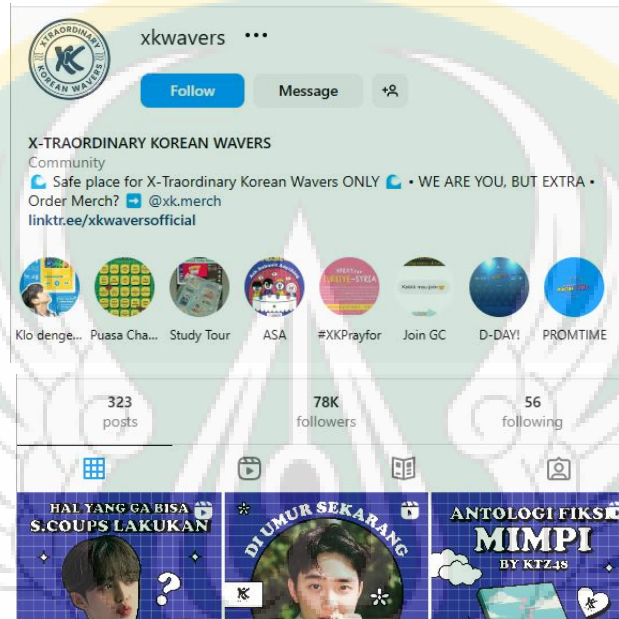 XTRAORDINARY
XK
KOREAN WAVERS
xkwavers •••
Follow
Message
X-TRAORDINARY KOREAN WAVERS
Community
🌊 Safe place for X-Traordinary Korean Wavers ONLY 🌊 • WE ARE YOU, BUT EXTRA •
Order Merch? ➡️ @xk.merch
linktr.ee/xkwaversofficial
Klo denge...
Puasa Cha...
Study Tour
ASA
#XKPrayfor
Join GC
D-DAY!
PROMTIME
323
posts
78K
followers
56
following
HAL YANG GA BISA
S.COUPS LAKUKAN
?
DI UMUR SEKARANG
XK
ANTOLOGI FIKSI
MIMPI
BY KTZ48